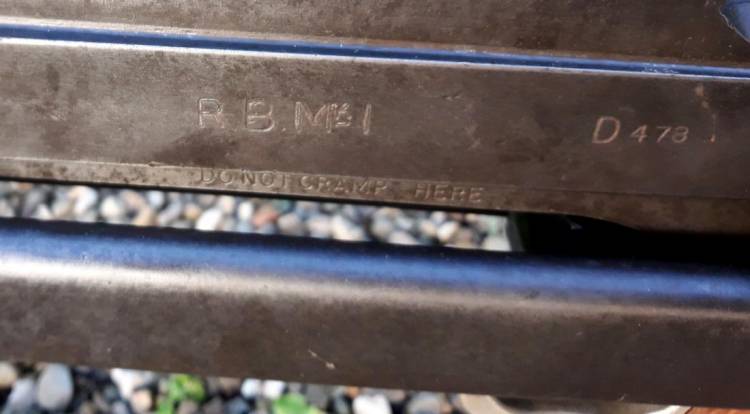 R.B. Mk I
D 478
DO NOT CRAMP HERE